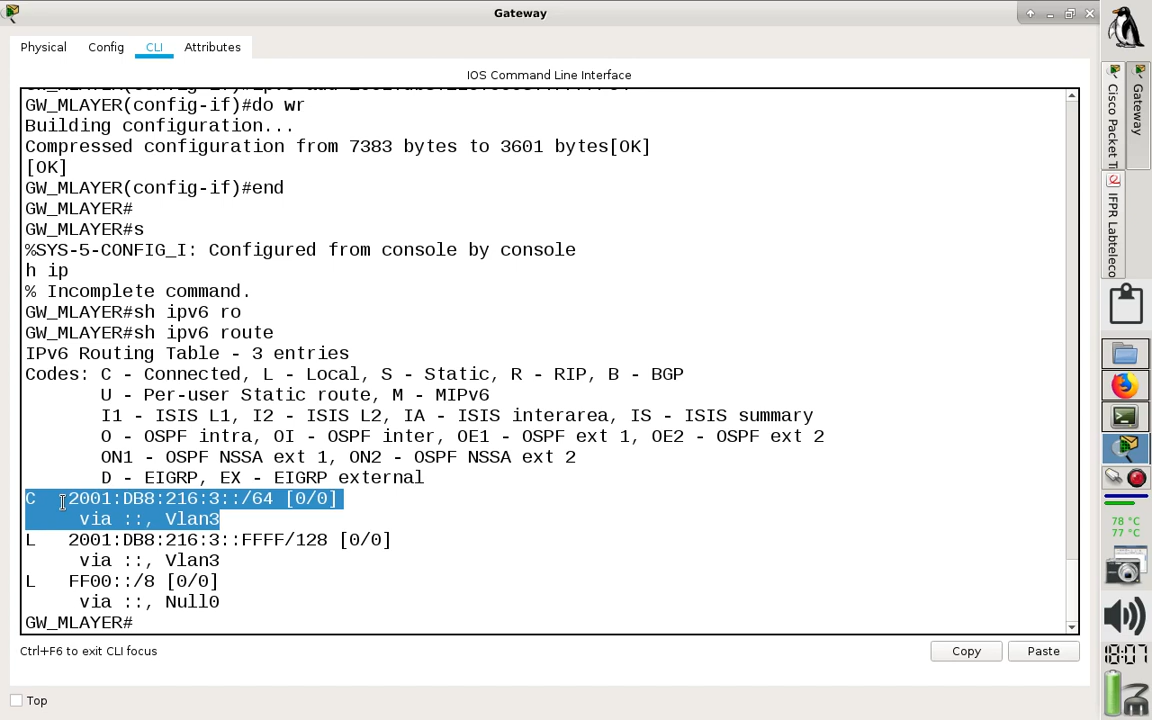 Gateway
Physical Config CLI Attributes
IOS Command Line Interface
GW_MLAYER(config-if)#do wr
Building configuration...
Compressed configuration from 7383 bytes to 3601 bytes[OK]
[OK]
GW_MLAYER(config-if)#end
GW_MLAYER#
GW_MLAYER#s
%SYS-5-CONFIG_I: Configured from console by console
h ip
% Incomplete command.
GW_MLAYER#sh ipv6 ro
GW_MLAYER#sh ipv6 route
IPv6 Routing Table - 3 entries
Codes: C - Connected, L - Local, S - Static, R - RIP, B - BGP
U - Per-user Static route, M - MIPv6
I1 - ISIS L1, I2 - ISIS L2, IA - ISIS interarea, IS - ISIS summary
O - OSPF intra, OI - OSPF inter, OE1 - OSPF ext 1, OE2 - OSPF ext 2
ON1 - OSPF NSSA ext 1, ON2 - OSPF NSSA ext 2
D - EIGRP, EX - EIGRP external
C 2001:DB8:216:3::/64 [0/0]
via ::, Vlan3
L 2001:DB8:216:3::FFFF/128 [0/0]
via ::, Vlan3
L FF00::/8 [0/0]
via ::, Null0
GW_MLAYER#
Ctrl+F6 to exit CLI focus
Copy Paste
Top
Cisco Packet T
Gateway
IFPR Labteleco
78 °C
77 °C
18:07